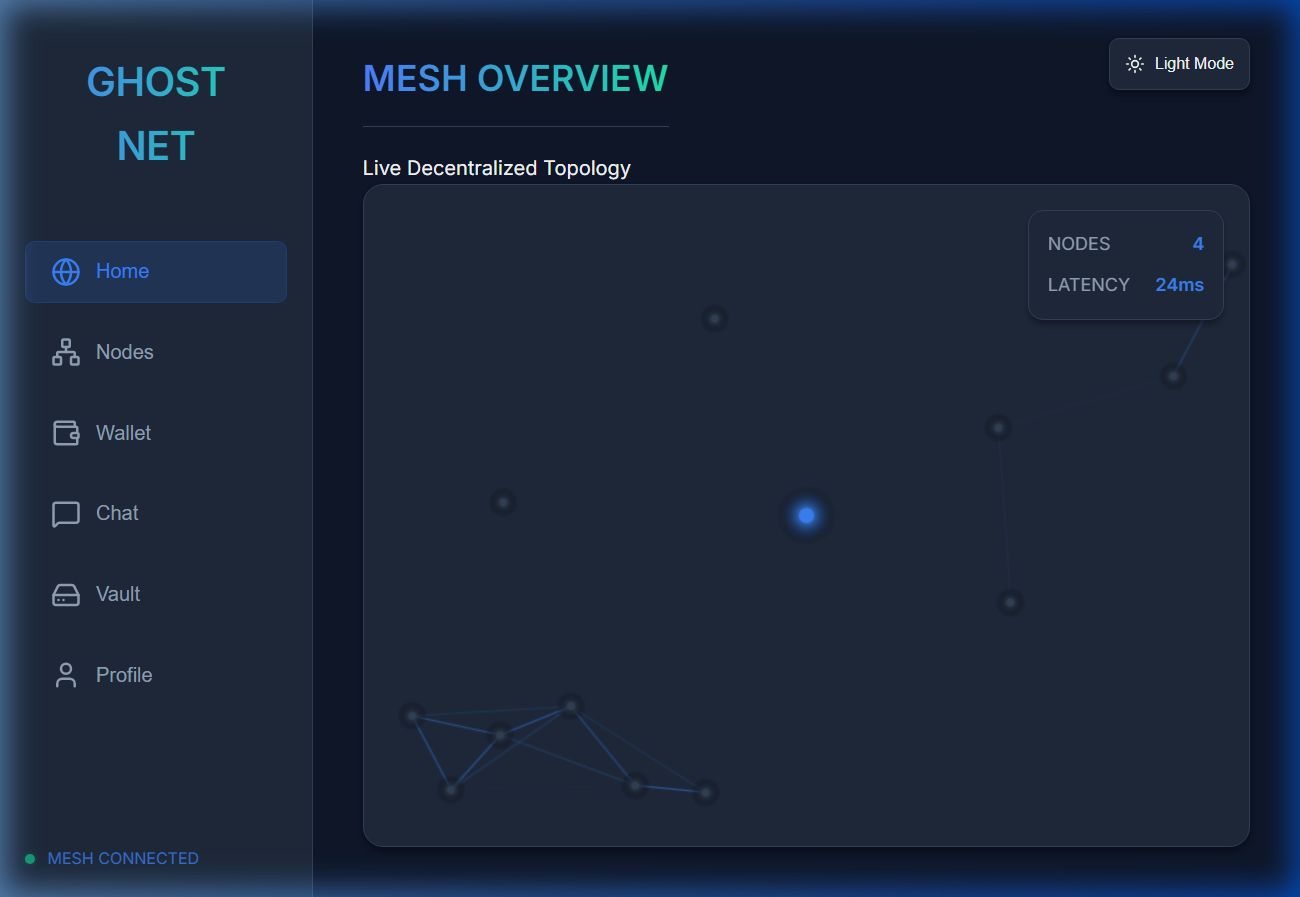 GHOST
NET
Home
Nodes
Wallet
Chat
Vault
Profile
MESH CONNECTED
MESH OVERVIEW
Light Mode
Live Decentralized Topology
NODES 4
LATENCY 24ms